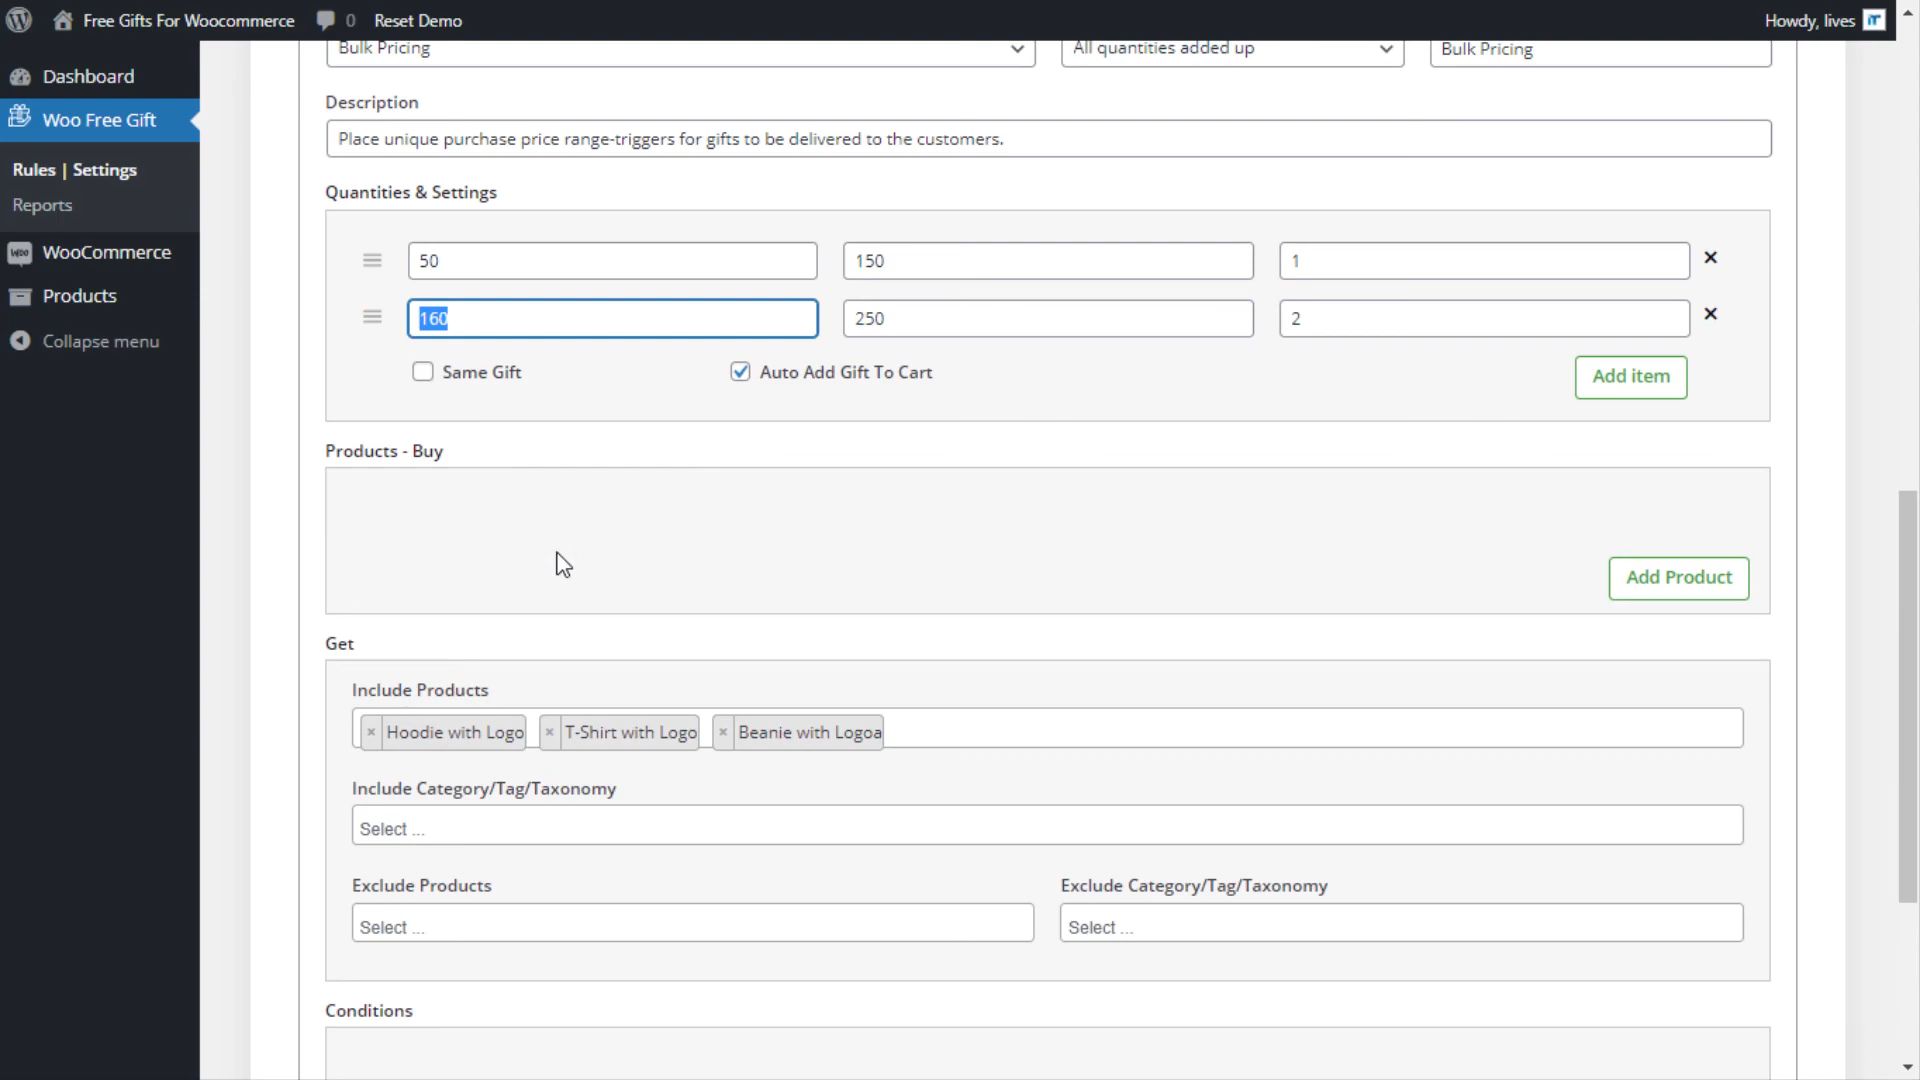 Free Gifts For Woocommerce 0 Reset Demo Howdy, lives iT
Dashboard
Woo Free Gift
Rules | Settings
Reports
WooCommerce
Products
Collapse menu
Bulk Pricing All quantities added up Bulk Pricing
Description
Place unique purchase price range-triggers for gifts to be delivered to the customers.
Quantities & Settings
50 150 1 ×
160 250 2 ×
Same Gift Auto Add Gift To Cart Add item
Products - Buy
Add Product
Get
Include Products
× Hoodie with Logo × T-Shirt with Logo × Beanie with Logoa
Include Category/Tag/Taxonomy
Select ...
Exclude Products Exclude Category/Tag/Taxonomy
Select ... Select ...
Conditions